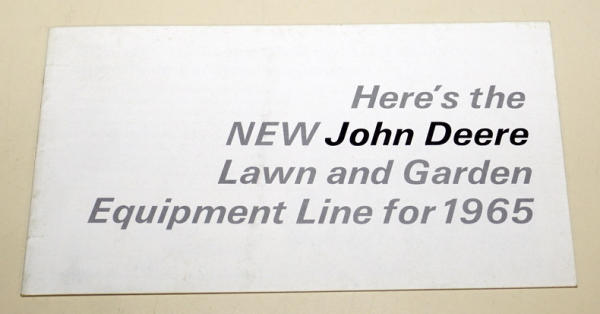 Here's the
NEW John Deere
Lawn and Garden
Equipment Line for 1965